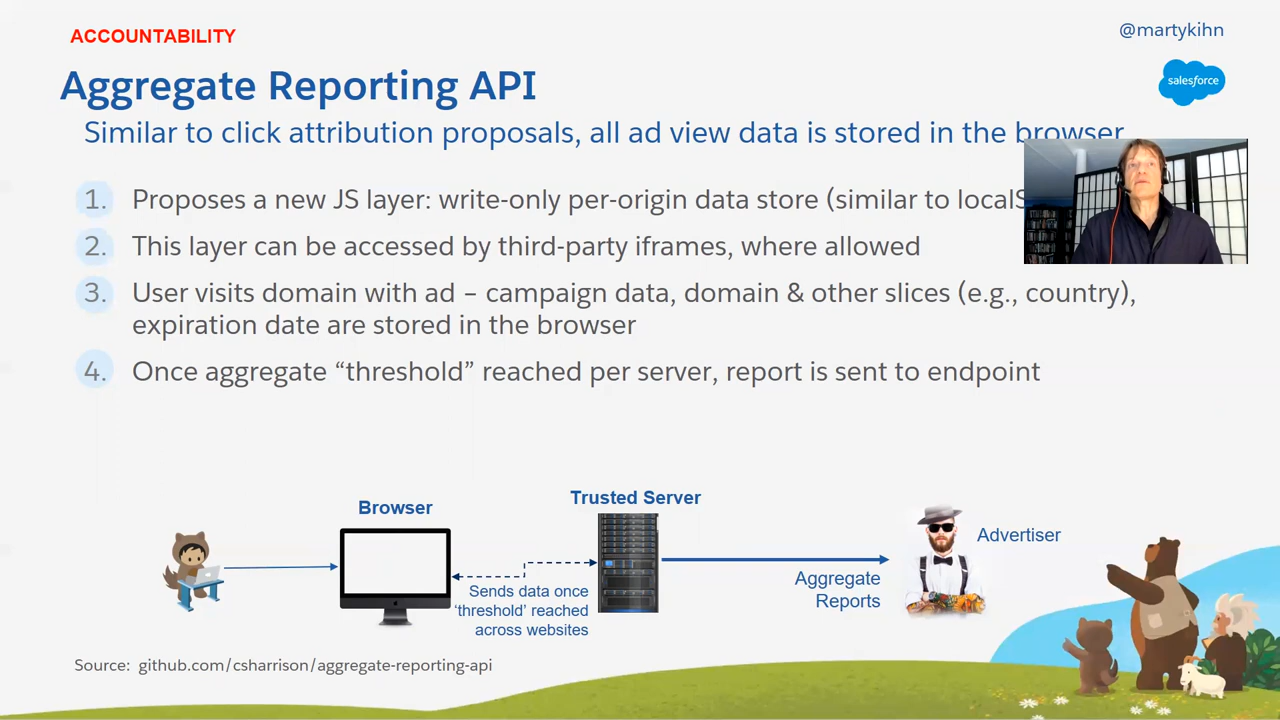 ACCOUNTABILITY
@martykihn
Aggregate Reporting API
salesforce
Similar to click attribution proposals, all ad view data is stored in the browser
1. Proposes a new JS layer: write-only per-origin data store (similar to localS
2. This layer can be accessed by third-party iframes, where allowed
3. User visits domain with ad – campaign data, domain & other slices (e.g., country),
expiration date are stored in the browser
4. Once aggregate “threshold” reached per server, report is sent to endpoint
Browser
Trusted Server
Advertiser
Sends data once
‘threshold’ reached
across websites
Aggregate
Reports
Source: github.com/csharrison/aggregate-reporting-api